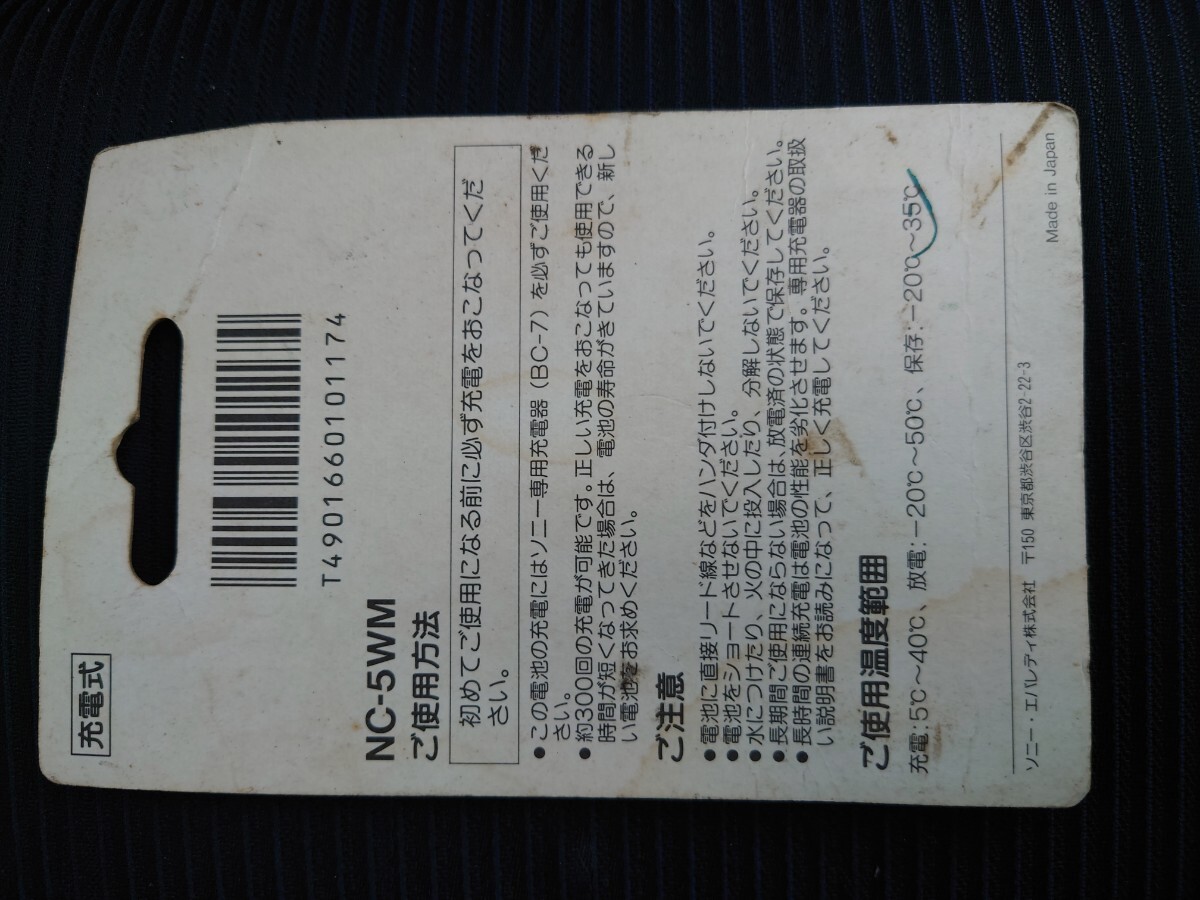 充電式
T4901660101174
NC-5WM
ご使用方法
初めてご使用になる前に必ず充電をおこなってくだ
さい。
●この電池の充電にはソニー専用充電器（BC-7）を必ずご使用くだ
さい。
●約300回の充電が可能です。正しい充電をおこなっても使用できる
時間が短くなってきた場合は、電池の寿命がきていますので、新し
い電池をお求めください。
ご注意
●電池に直接リード線などをハンダ付けしないでください。
●電池をショートさせないでください。
●水につけたり、火の中に投入したり、分解しないでください。
●長期間ご使用にならない場合は、放電済の状態で保存してください。
●長時間の連続充電は電池の性能を劣化させます。専用充電器の取扱
い説明書をお読みになって、正しく充電してください。
ご使用温度範囲
充電:5℃〜40℃、放電:−20℃〜50℃、保存:−20℃〜35℃
ソニー・エバレディ株式会社 〒150 東京都渋谷区渋谷2-22-3
Made in Japan